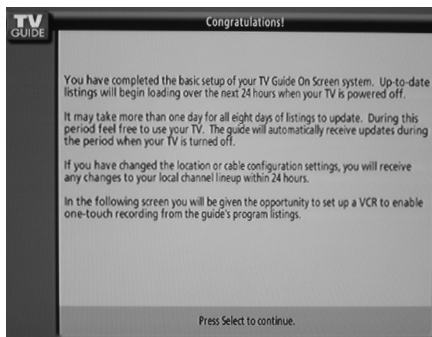 TV
GUIDE
Congratulations!
You have completed the basic setup of your TV Guide On Screen system. Up-to-date
listings will begin loading over the next 24 hours when your TV is powered off.
It may take more than one day for all eight days of listings to update. During this
period feel free to use your TV. The guide will automatically receive updates during
the period when your TV is turned off.
If you have changed the location or cable configuration settings, you will receive
any changes to your local channel lineup within 24 hours.
In the following screen you will be given the opportunity to set up a VCR to enable
one-touch recording from the guide's program listings.
Press Select to continue.